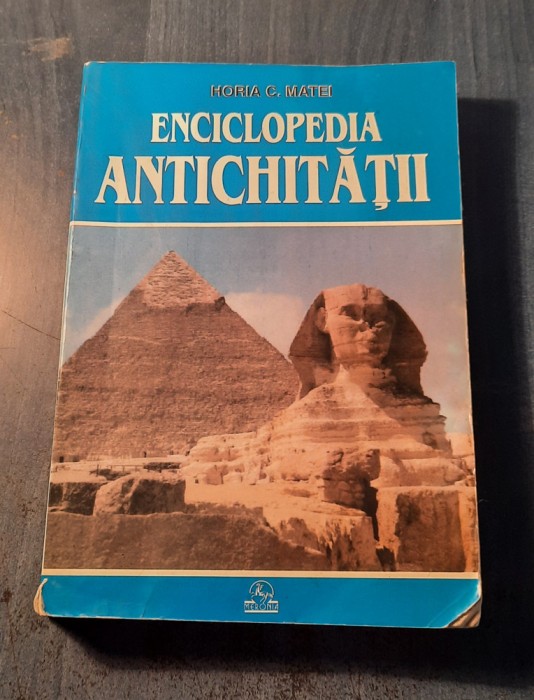 HORIA C. MATEI
ENCICLOPEDIA
ANTICHITĂŢII
MERONIA